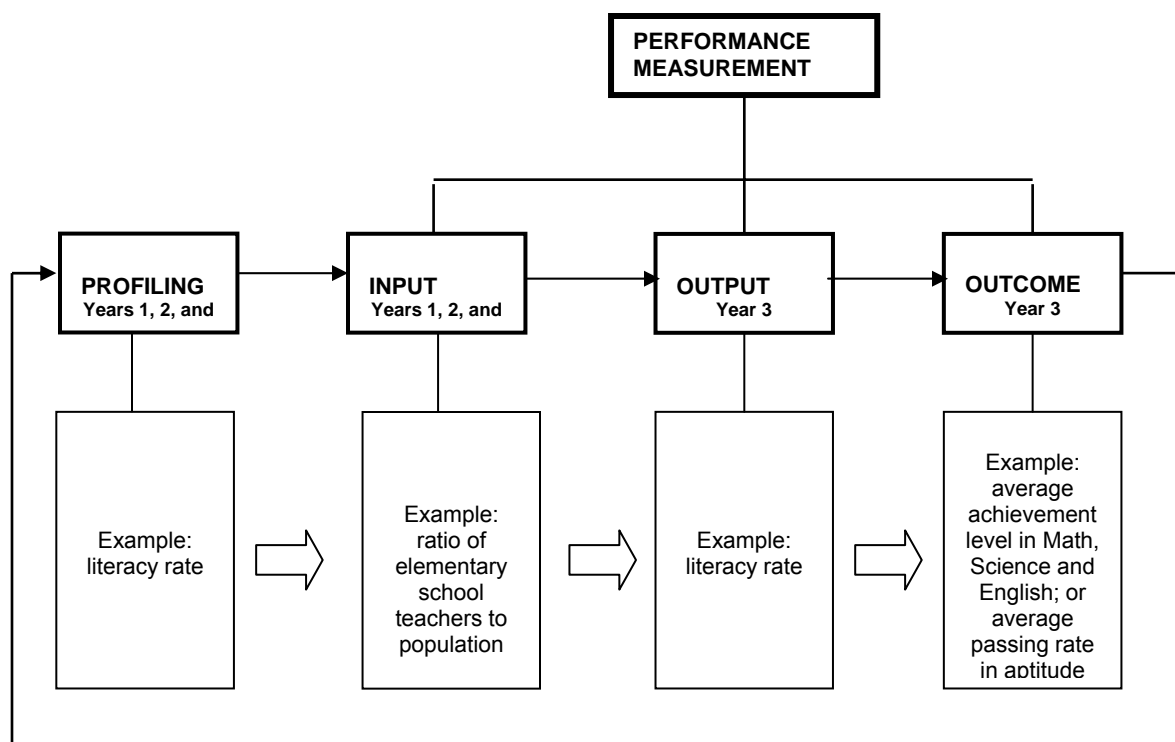 PERFORMANCE
MEASUREMENT
PROFILING
Years 1, 2, and
INPUT
Years 1, 2, and
OUTPUT
Year 3
OUTCOME
Year 3
Example:
literacy rate
Example:
ratio of
elementary
school
teachers to
population
Example:
literacy rate
Example:
average
achievement
level in Math,
Science and
English; or
average
passing rate
in aptitude